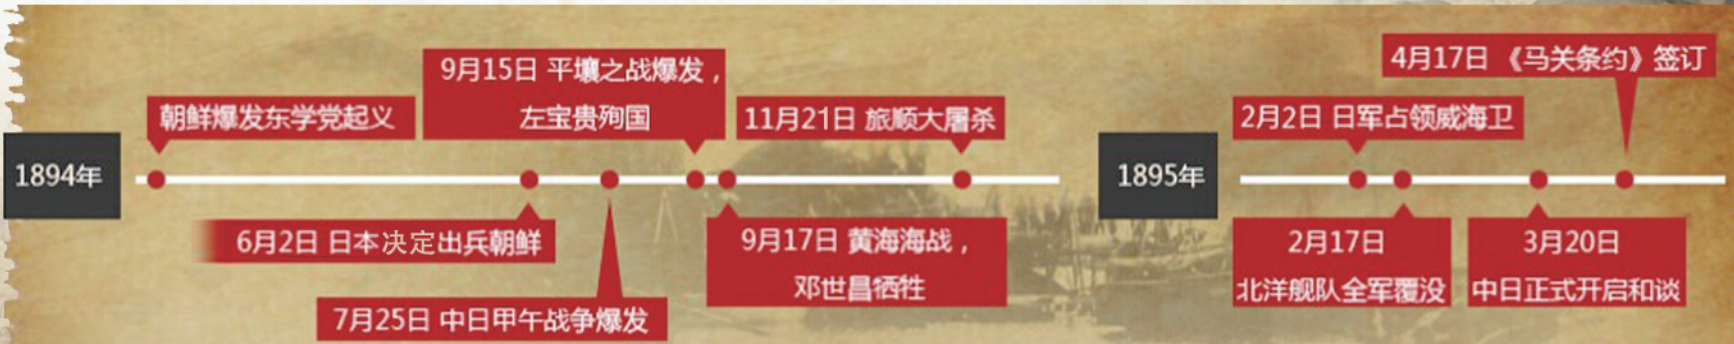 1894年
朝鲜爆发东学党起义
6月2日 日本决定出兵朝鲜
7月25日 中日甲午战争爆发
9月15日 平壤之战爆发，
左宝贵殉国
9月17日 黄海海战，
邓世昌牺牲
11月21日 旅顺大屠杀
1895年
2月2日 日军占领威海卫
2月17日
北洋舰队全军覆没
3月20日
中日正式开启和谈
4月17日 《马关条约》签订